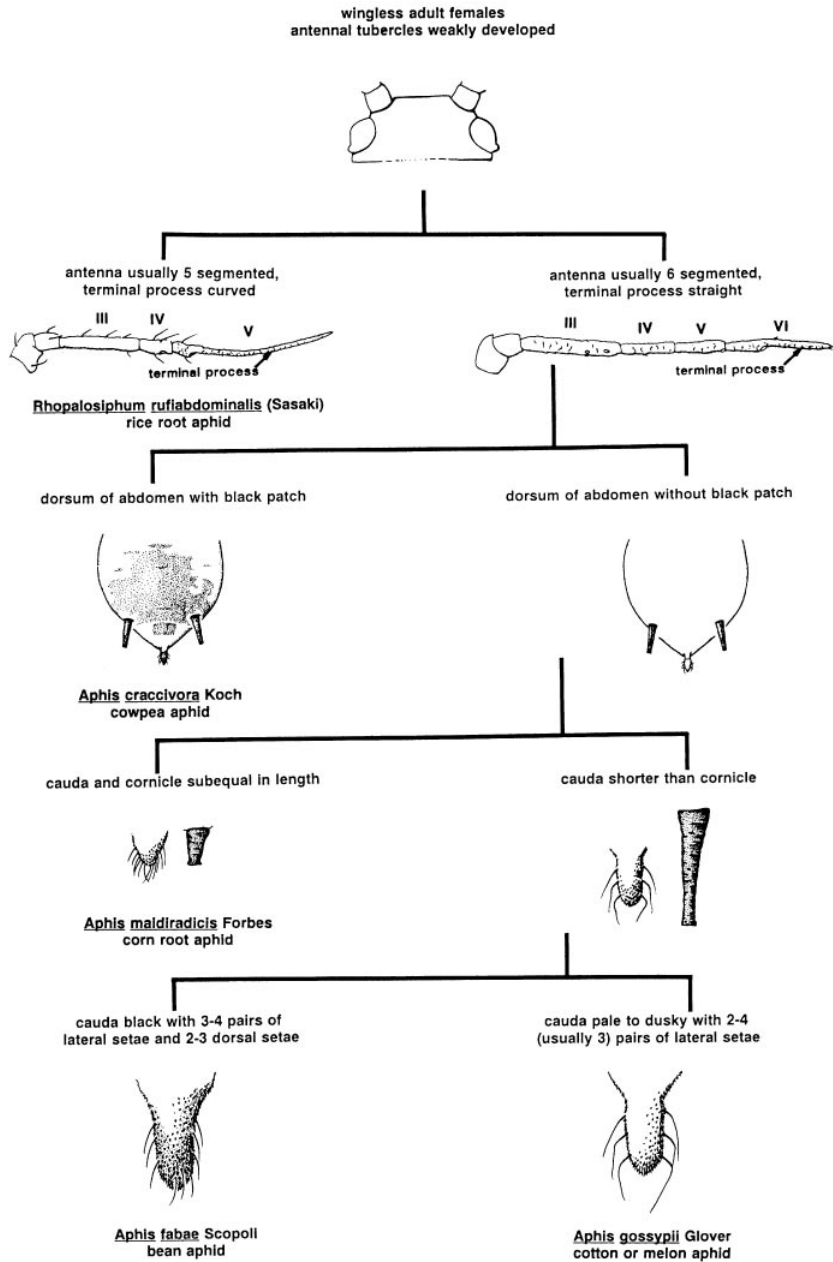 wingless adult females
antennal tubercles weakly developed
antenna usually 5 segmented,
terminal process curved
antenna usually 6 segmented,
terminal process straight
III IV V
terminal process
III IV V VI
terminal process
Rhopalosiphum rufiabdominalis (Sasaki)
rice root aphid
dorsum of abdomen with black patch
dorsum of abdomen without black patch
Aphis craccivora Koch
cowpea aphid
cauda and cornicle subequal in length
cauda shorter than cornicle
Aphis maidiradicis Forbes
corn root aphid
cauda black with 3-4 pairs of
lateral setae and 2-3 dorsal setae
cauda pale to dusky with 2-4
(usually 3) pairs of lateral setae
Aphis fabae Scopoli
bean aphid
Aphis gossypii Glover
cotton or melon aphid